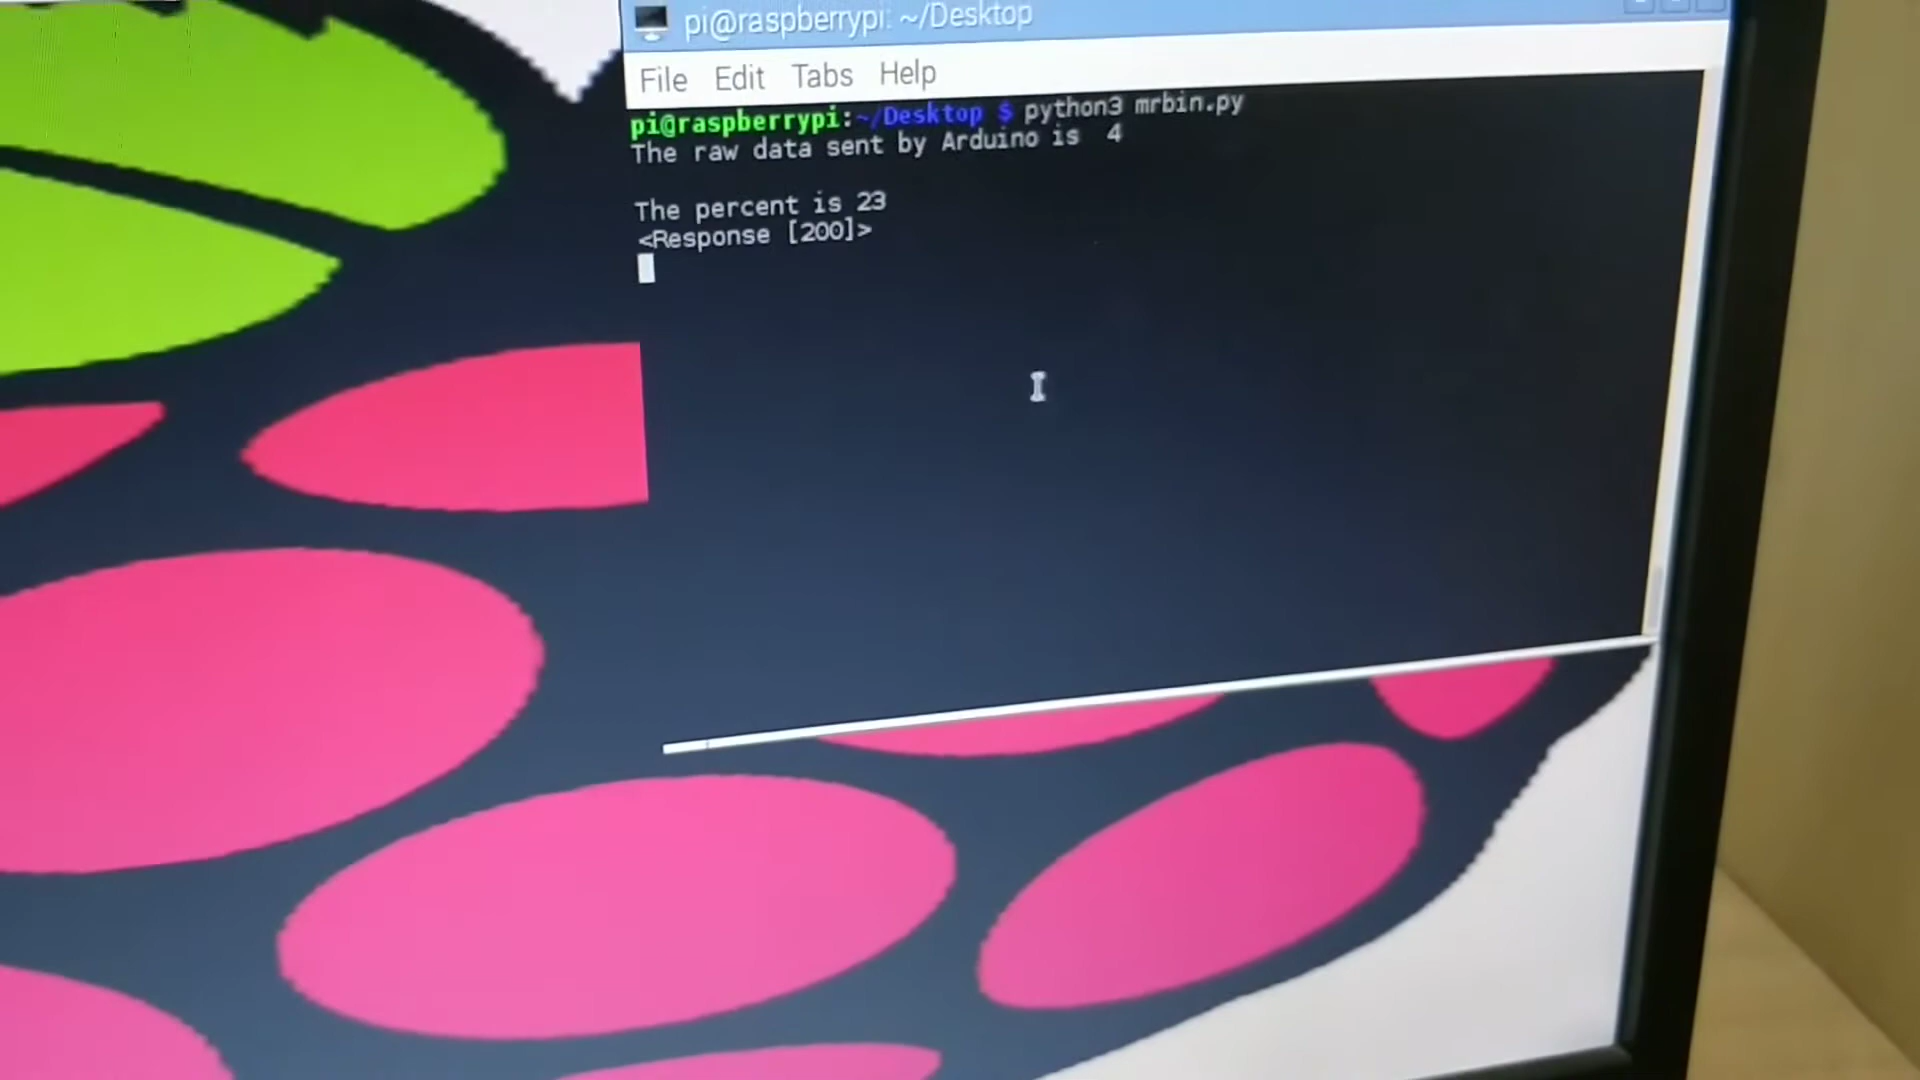 pi@raspberrypi: ~/Desktop
File Edit Tabs Help
pi@raspberrypi:~/Desktop $ python3 mrbin.py
The raw data sent by Arduino is  4
The percent is 23
<Response [200]>